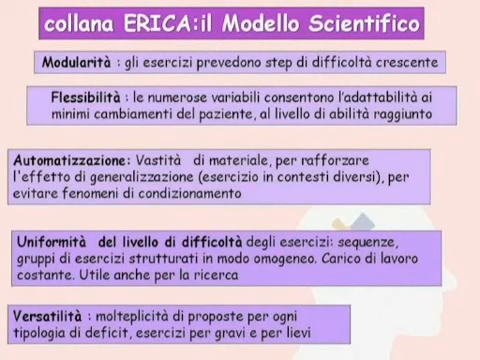 collana ERICA:il Modello Scientifico
Modularità : gli esercizi prevedono step di difficoltà crescente
Flessibilità : le numerose variabili consentono l'adattabilità ai
minimi cambiamenti del paziente, al livello di abilità raggiunto
Automatizzazione: Vastità di materiale, per rafforzare
l'effetto di generalizzazione (esercizio in contesti diversi), per
evitare fenomeni di condizionamento
Uniformità del livello di difficoltà degli esercizi: sequenze,
gruppi di esercizi strutturati in modo omogeneo. Carico di lavoro
costante. Utile anche per la ricerca
Versatilità : molteplicità di proposte per ogni
tipologia di deficit, esercizi per gravi e per lievi